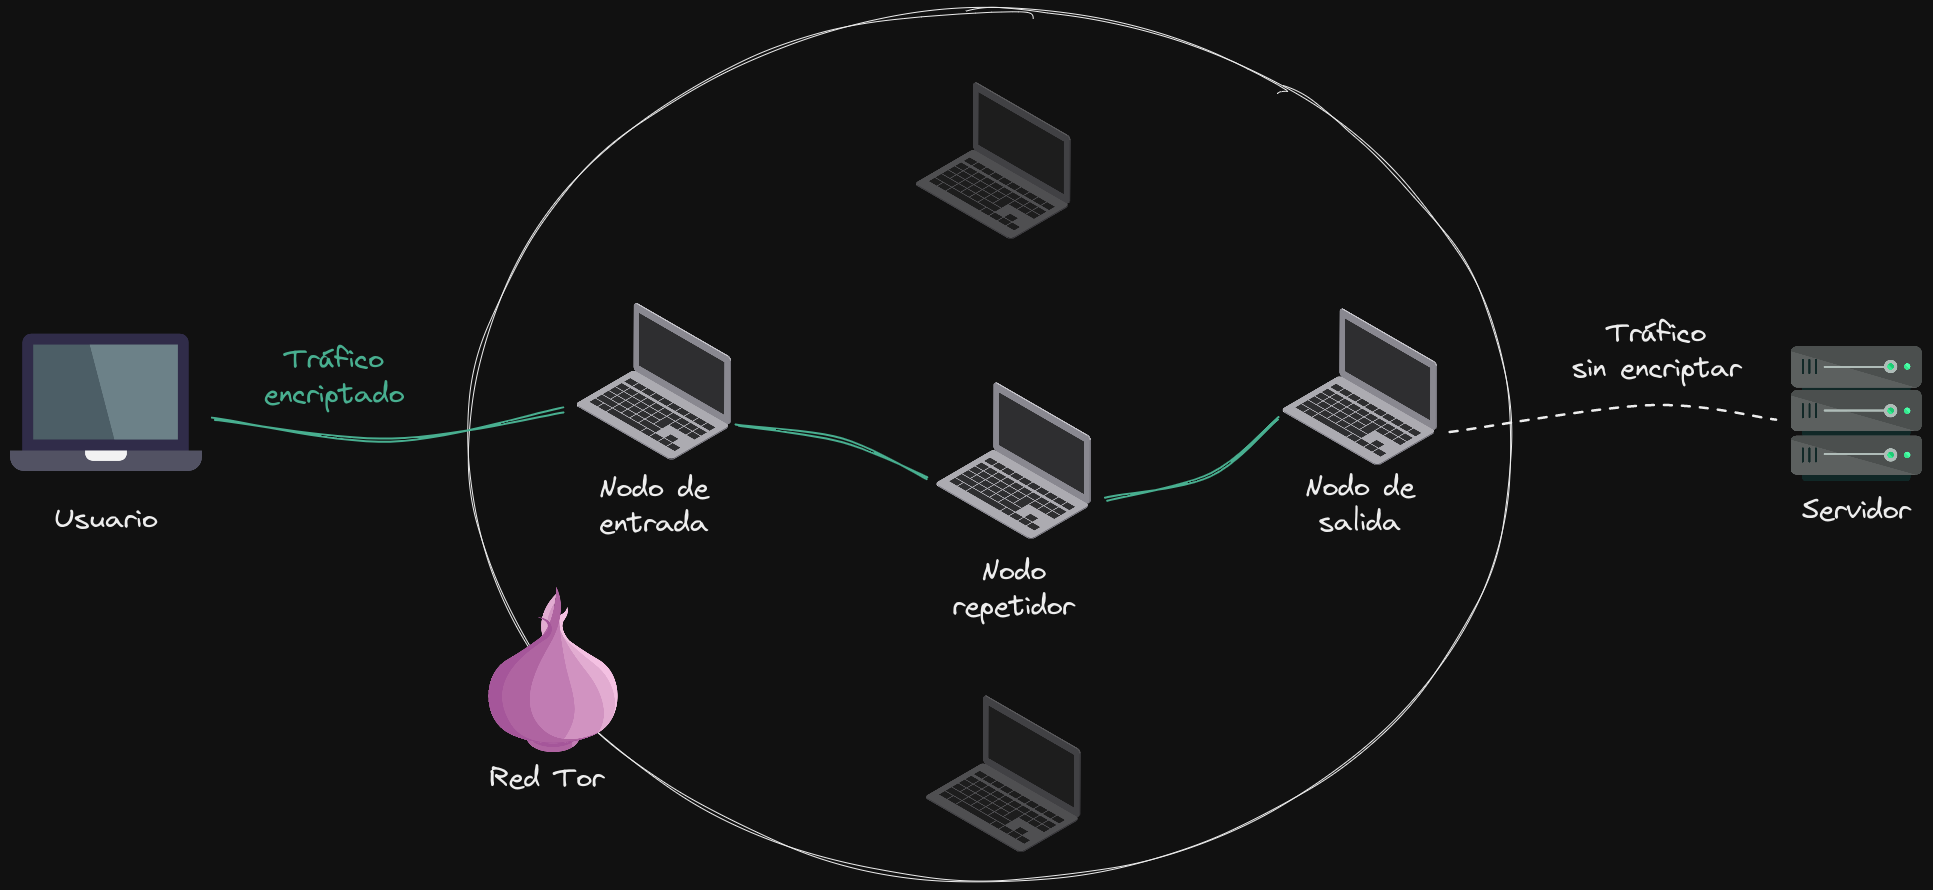 Tráfico
encriptado
Usuario
Nodo de
entrada
Nodo
repetidor
Nodo de
salida
Tráfico
sin encriptar
Servidor
Red Tor